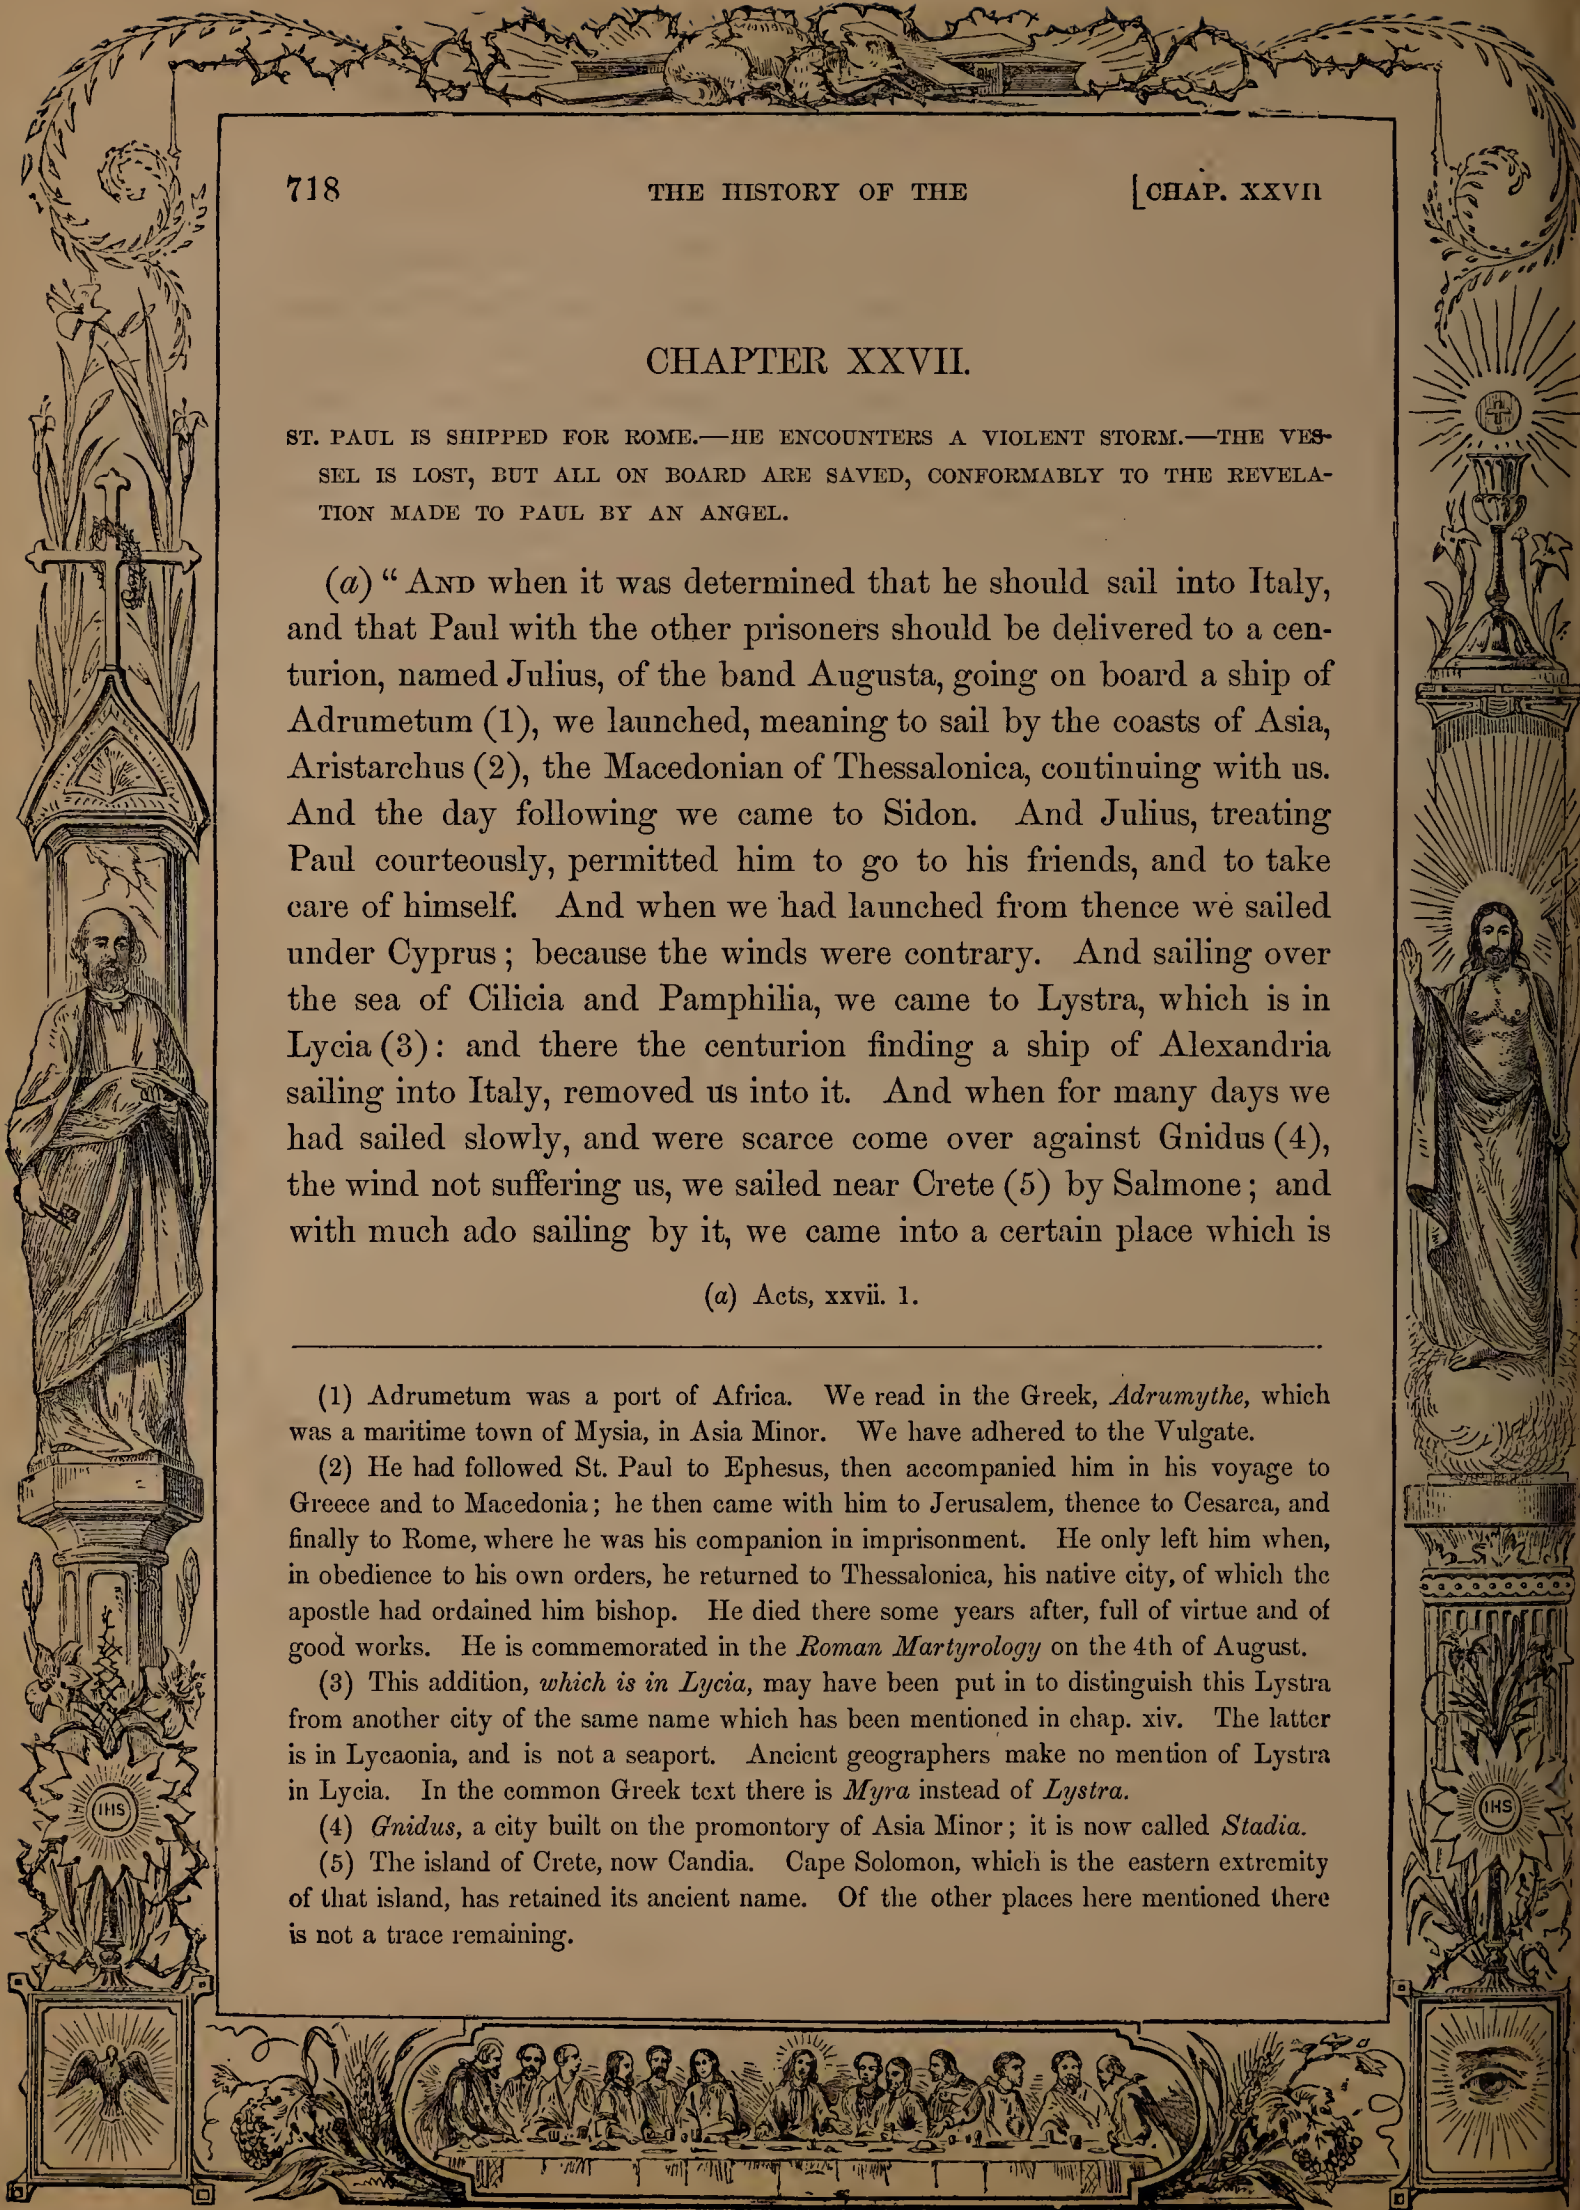 718 THE HISTORY OF THE [CHAP. XXVII
CHAPTER XXVII.
ST. PAUL IS SHIPPED FOR ROME.—HE ENCOUNTERS A VIOLENT STORM.—THE VES-
SEL IS LOST, BUT ALL ON BOARD ARE SAVED, CONFORMABLY TO THE REVELA-
TION MADE TO PAUL BY AN ANGEL.
(a) “AND when it was determined that he should sail into Italy,
and that Paul with the other prisoners should be delivered to a cen-
turion, named Julius, of the band Augusta, going on board a ship of
Adrumetum (1), we launched, meaning to sail by the coasts of Asia,
Aristarchus (2), the Macedonian of Thessalonica, continuing with us.
And the day following we came to Sidon. And Julius, treating
Paul courteously, permitted him to go to his friends, and to take
care of himself. And when we had launched from thence we sailed
under Cyprus; because the winds were contrary. And sailing over
the sea of Cilicia and Pamphilia, we came to Lystra, which is in
Lycia (3): and there the centurion finding a ship of Alexandria
sailing into Italy, removed us into it. And when for many days we
had sailed slowly, and were scarce come over against Gnidus (4),
the wind not suffering us, we sailed near Crete (5) by Salmone; and
with much ado sailing by it, we came into a certain place which is
(a) Acts, xxvii. 1.
(1) Adrumetum was a port of Africa. We read in the Greek, Adrumythe, which
was a maritime town of Mysia, in Asia Minor. We have adhered to the Vulgate.
(2) He had followed St. Paul to Ephesus, then accompanied him in his voyage to
Greece and to Macedonia; he then came with him to Jerusalem, thence to Cesarea, and
finally to Rome, where he was his companion in imprisonment. He only left him when,
in obedience to his own orders, he returned to Thessalonica, his native city, of which the
apostle had ordained him bishop. He died there some years after, full of virtue and of
good works. He is commemorated in the Roman Martyrology on the 4th of August.
(3) This addition, which is in Lycia, may have been put in to distinguish this Lystra
from another city of the same name which has been mentioned in chap. xiv. The latter
is in Lycaonia, and is not a seaport. Ancient geographers make no mention of Lystra
in Lycia. In the common Greek text there is Myra instead of Lystra.
(4) Gnidus, a city built on the promontory of Asia Minor; it is now called Stadia.
(5) The island of Crete, now Candia. Cape Solomon, which is the eastern extremity
of that island, has retained its ancient name. Of the other places here mentioned there
is not a trace remaining.
IHS
IHS